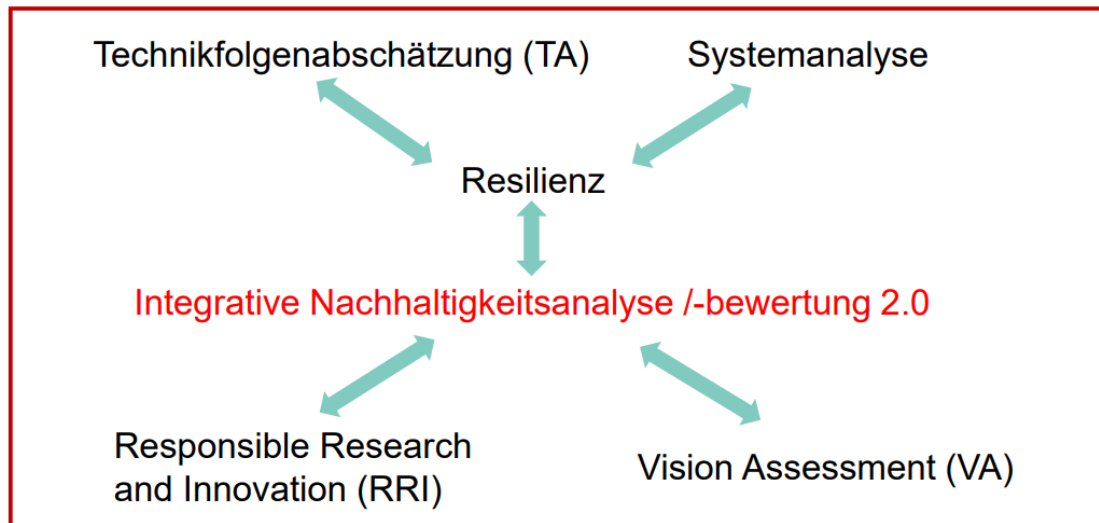 Technikfolgenabschätzung (TA)
Systemanalyse
Resilienz
Integrative Nachhaltigkeitsanalyse /-bewertung 2.0
Responsible Research
and Innovation (RRI)
Vision Assessment (VA)